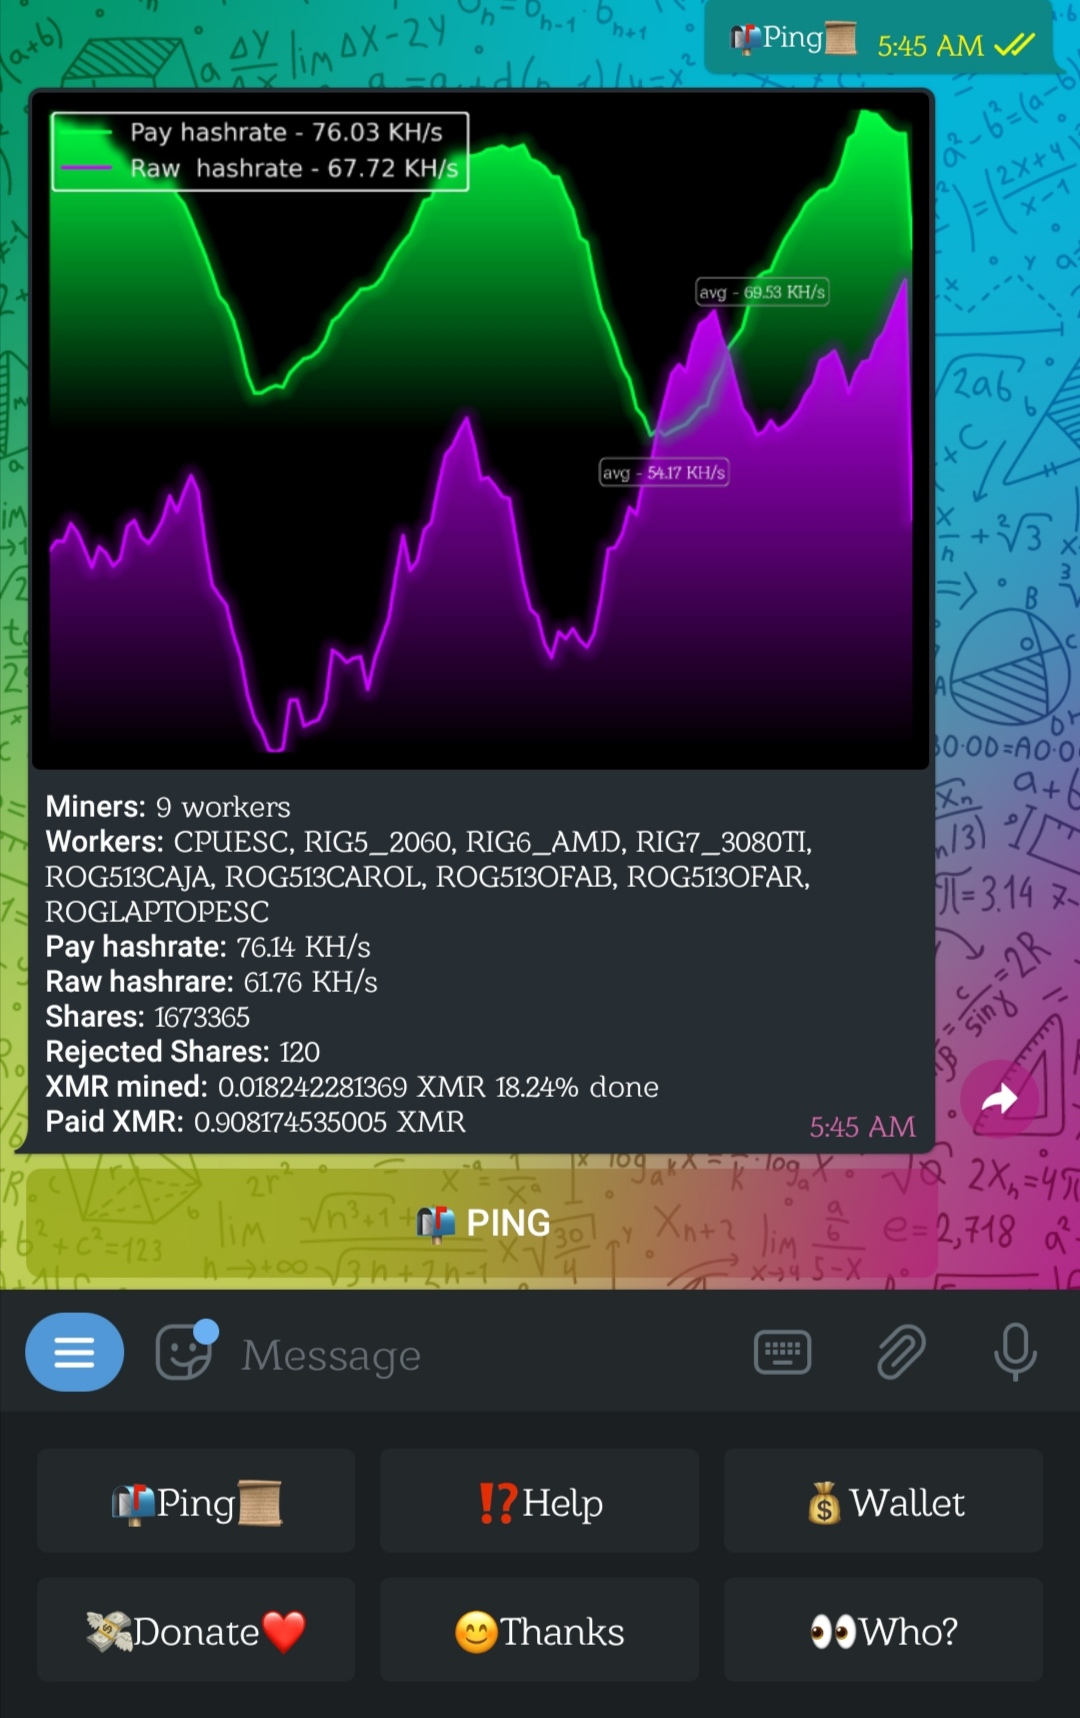 📬Ping📜 5:45 AM
Pay hashrate - 76.03 KH/s
Raw hashrate - 67.72 KH/s
avg - 69.53 KH/s
avg - 54.17 KH/s
Miners: 9 workers
Workers: CPUESC, RIG5_2060, RIG6_AMD, RIG7_3080TI,
ROG513CAJA, ROG513CAROL, ROG513OFAB, ROG513OFAR,
ROGLAPTOPESC
Pay hashrate: 76.14 KH/s
Raw hashrare: 61.76 KH/s
Shares: 1673365
Rejected Shares: 120
XMR mined: 0.018242281369 XMR 18.24% done
Paid XMR: 0.908174535005 XMR
5:45 AM
📬 PING
Message
📬Ping📜
⁉️Help
💰Wallet
💸Donate❤️
😊Thanks
👀Who?